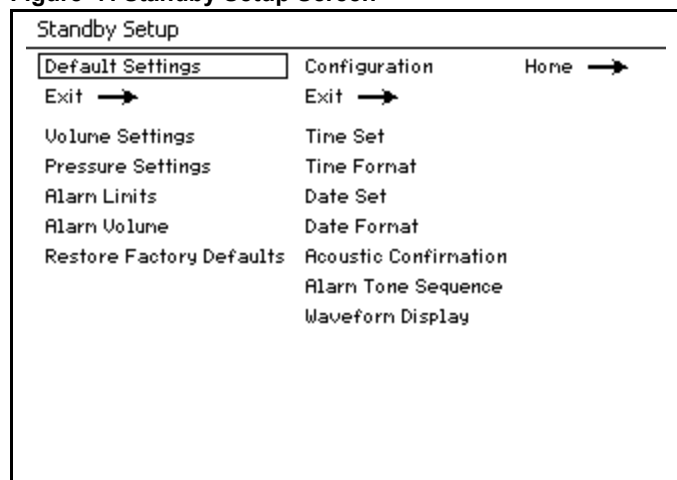 Standby Setup
Default Settings Configuration Home
Exit Exit
Volume Settings Time Set
Pressure Settings Time Format
Alarm Limits Date Set
Alarm Volume Date Format
Restore Factory Defaults Acoustic Confirmation
Alarm Tone Sequence
Waveform Display